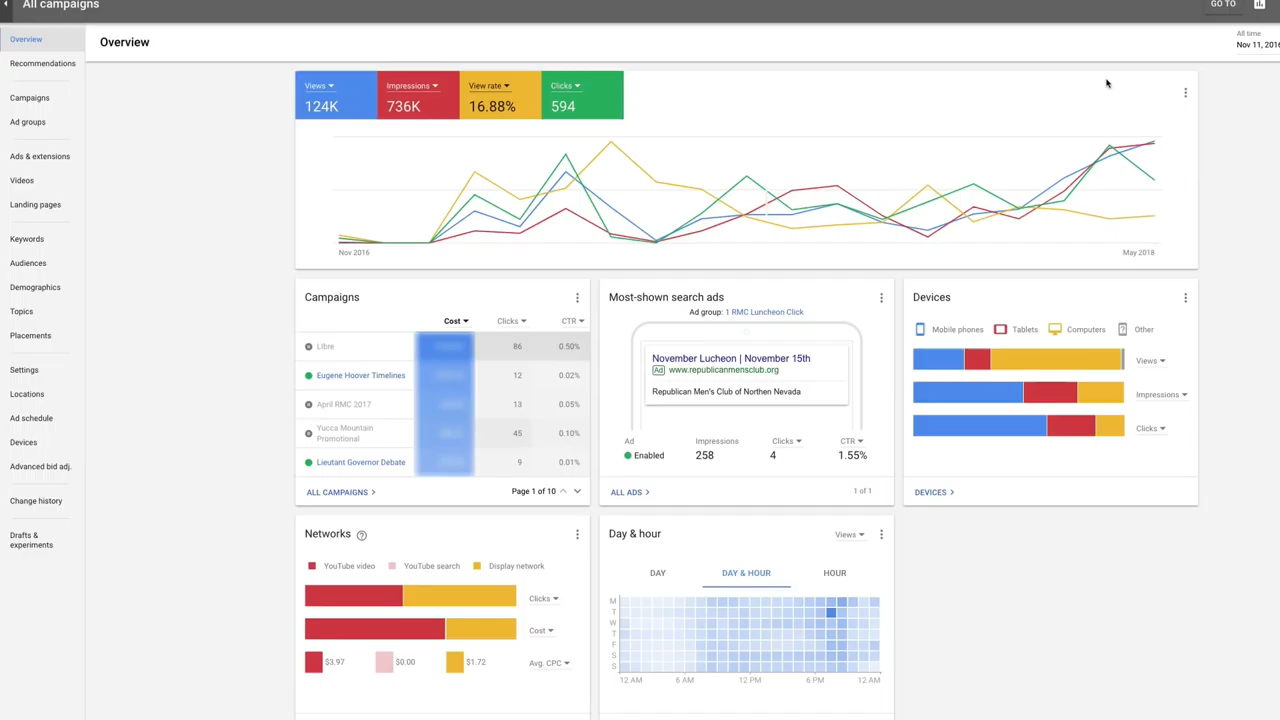 All campaigns
GO TO
Overview
All time
Nov 11, 2016
Overview
Recommendations
Campaigns
Ad groups
Ads & extensions
Videos
Landing pages
Keywords
Audiences
Demographics
Topics
Placements
Settings
Locations
Ad schedule
Devices
Advanced bid adj.
Change history
Drafts &
experiments
Views Impressions View rate Clicks
124K 736K 16.88% 594
Nov 2016 May 2018
Campaigns
Cost Clicks CTR
Libre 86 0.50%
Eugene Hoover Timelines 12 0.02%
April RMC 2017 13 0.05%
Yucca Mountain
Promotional 45 0.10%
Lieutant Governor Debate 9 0.01%
ALL CAMPAIGNS Page 1 of 10
Most-shown search ads
Ad group: 1 RMC Luncheon Click
November Luncheon | November 15th
Ad www.republicanmensclub.org
Republican Men's Club of Northen Nevada
Ad Impressions Clicks CTR
Enabled 258 4 1.55%
ALL ADS 1 of 1
Devices
Mobile phones Tablets Computers ? Other
Views
Impressions
Clicks
DEVICES
Networks ?
YouTube video YouTube search Display network
Clicks
Cost
$3.97 $0.00 $1.72 Avg. CPC
Day & hour Views
DAY DAY & HOUR HOUR
M
T
W
T
F
S
S
12 AM 6 AM 12 PM 6 PM 12 AM